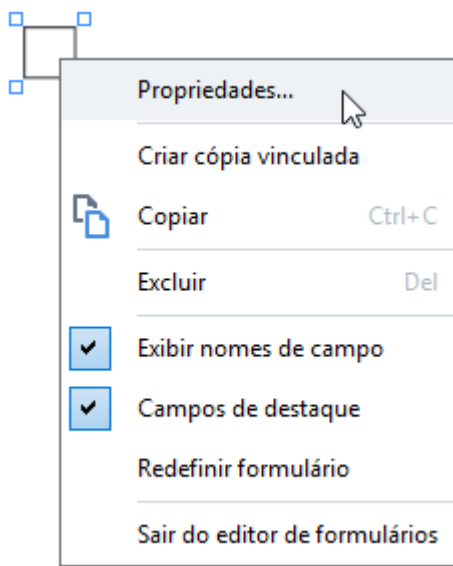 Propriedades...
Criar cópia vinculada
Copiar Ctrl+C
Excluir Del
Exibir nomes de campo
Campos de destaque
Redefinir formulário
Sair do editor de formulários